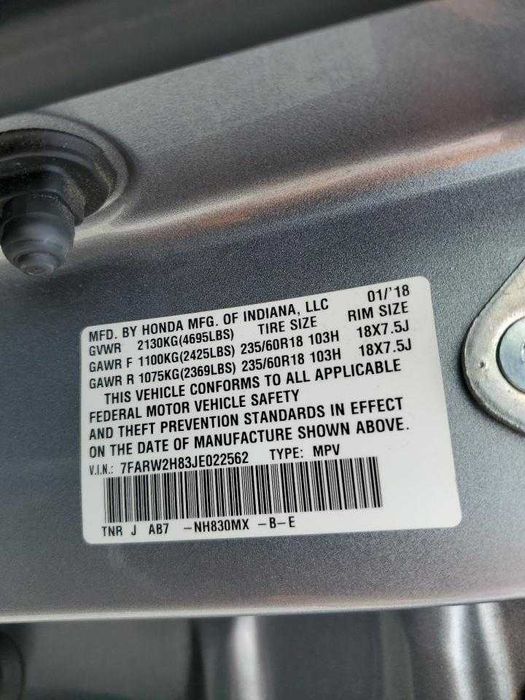 MFD. BY HONDA MFG. OF INDIANA, LLC 01/'18
GVWR 2130KG(4695LBS) TIRE SIZE RIM SIZE
GAWR F 1100KG(2425LBS) 235/60R18 103H 18X7.5J
GAWR R 1075KG(2369LBS) 235/60R18 103H 18X7.5J
THIS VEHICLE CONFORMS TO ALL APPLICABLE
FEDERAL MOTOR VEHICLE SAFETY
AND THEFT PREVENTION STANDARDS IN EFFECT
ON THE DATE OF MANUFACTURE SHOWN ABOVE.
V.I.N.: 7FARW2H83JE022562 TYPE: MPV
TNR J AB7 -NH830MX -B-E